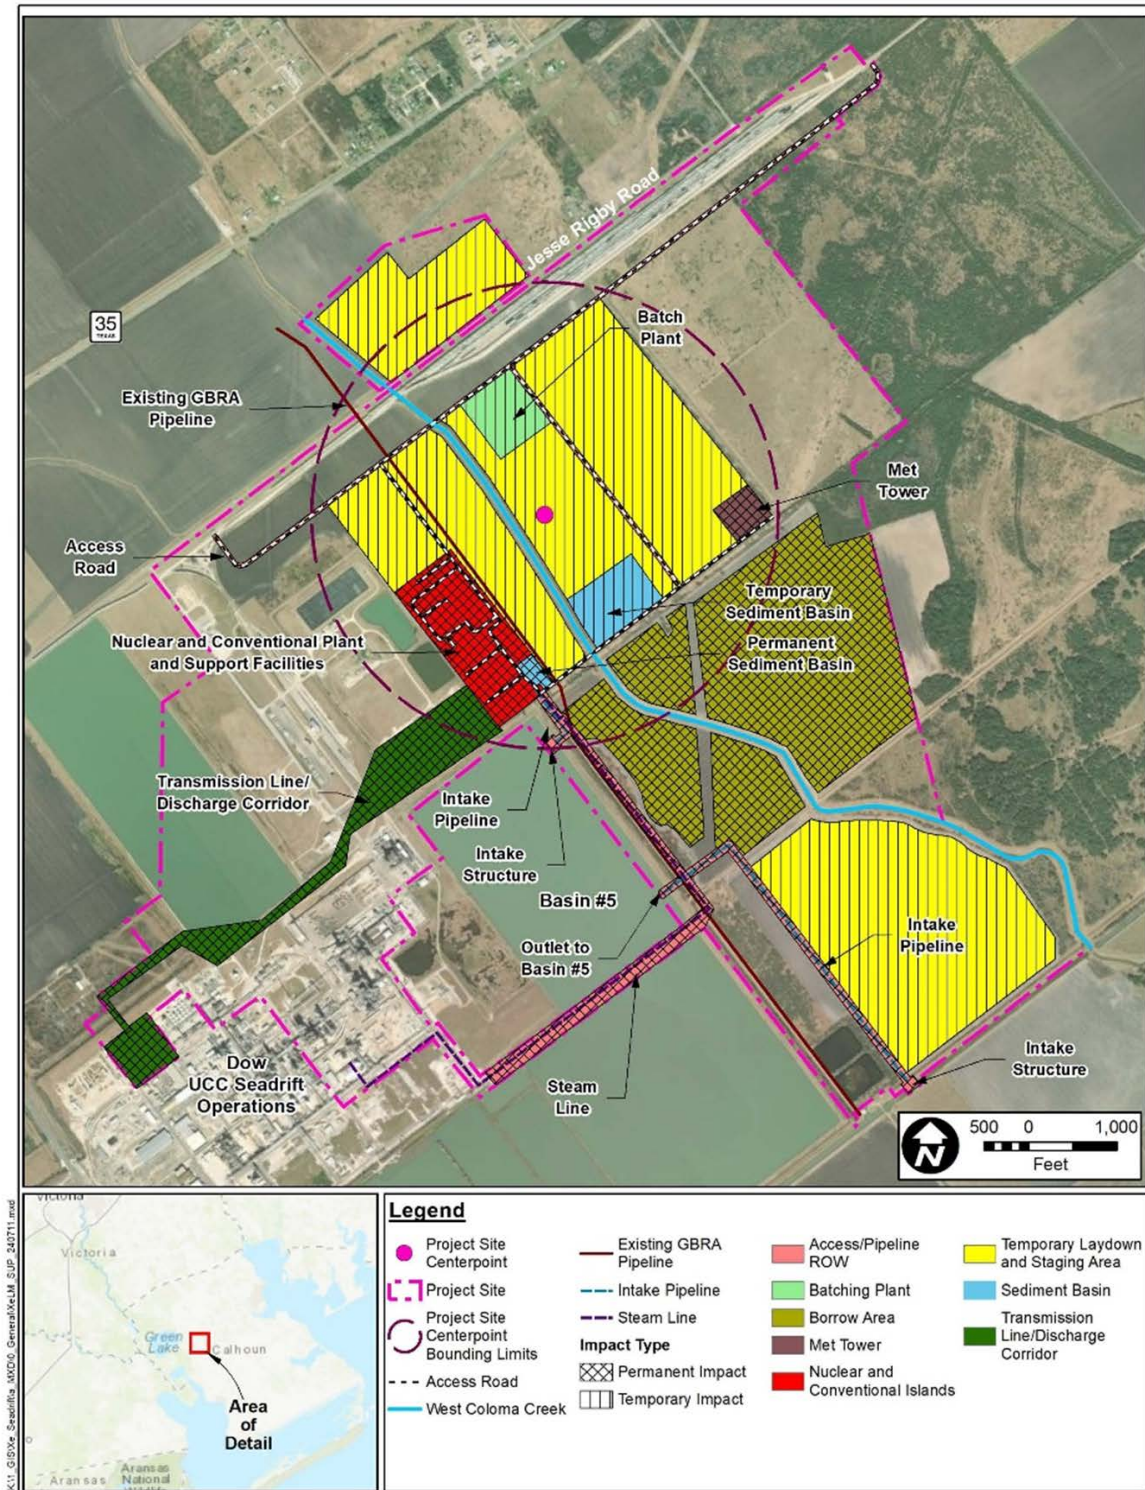 Jesse Rigby Road
35
TEXAS
Batch
Plant
Existing GBRA
Pipeline
Met
Tower
Access
Road
Temporary
Sediment Basin
Nuclear and Conventional Plant
and Support Facilities
Permanent
Sediment Basin
Transmission Line/
Discharge Corridor
Intake
Pipeline
Intake
Structure
Basin #5
Outlet to
Basin #5
Intake
Pipeline
Dow
UCC Seadrift
Operations
Steam
Line
Intake
Structure
N
500 0 1,000
Feet
Victoria
Victoria
Green
Lake
Calhoun
Area
of
Detail
Aransas
Aransas
National
Legend
Project Site
Centerpoint
Project Site
Project Site
Centerpoint
Bounding Limits
Access Road
West Coloma Creek
Existing GBRA
Pipeline
Intake Pipeline
Steam Line
Impact Type
Permanent Impact
Temporary Impact
Access/Pipeline
ROW
Batching Plant
Borrow Area
Met Tower
Nuclear and
Conventional Islands
Temporary Laydown
and Staging Area
Sediment Basin
Transmission
Line/Discharge
Corridor